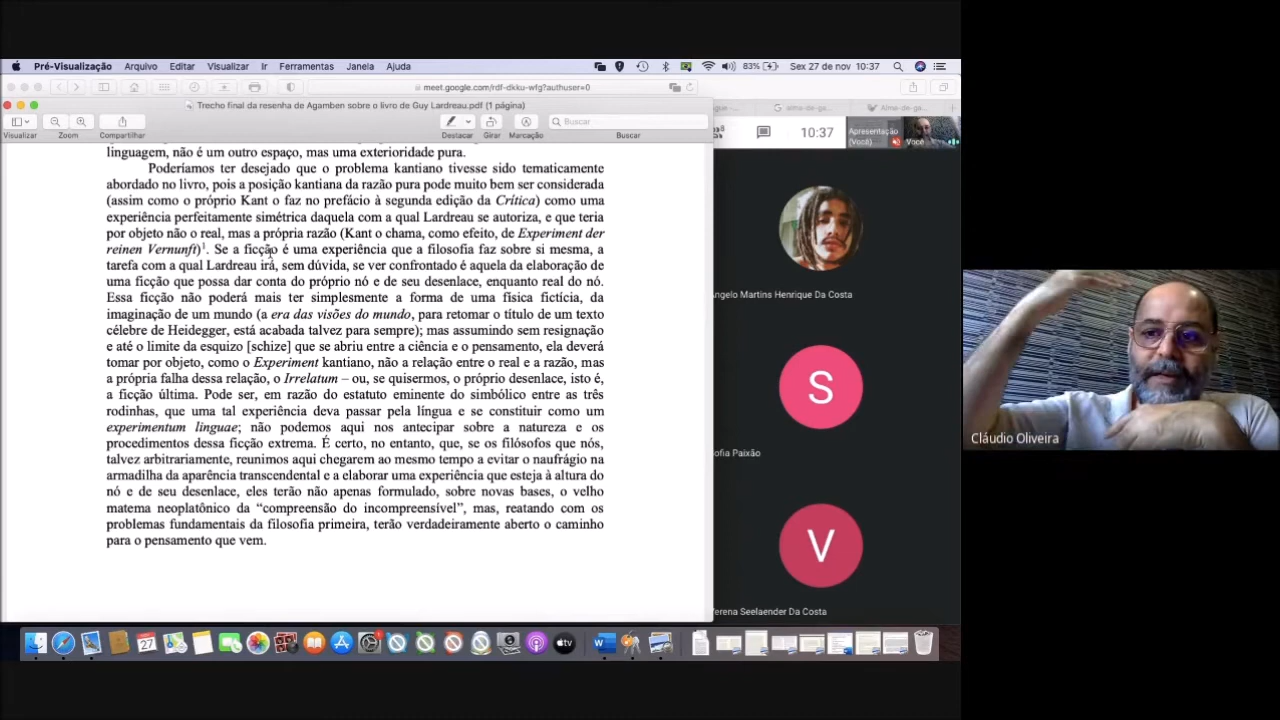 Pré-Visualização Arquivo Editar Visualizar Ir Ferramentas Janela Ajuda 83% Sex 27 de nov 10:37
meet.google.com/rdf-dkku-wfg?authuser=0
Trecho final da resenha de Agamben sobre o livro de Guy Lardreau.pdf (1 página)
Buscar
Visualizar Zoom Compartilhar Destacar Girar Marcação Buscar
10:37
Apresentação
(Você)
Você
linguagem, não é um outro espaço, mas uma exterioridade pura.
Poderíamos ter desejado que o problema kantiano tivesse sido tematicamente
abordado no livro, pois a posição kantiana da razão pura pode muito bem ser considerada
(assim como o próprio Kant o faz no prefácio à segunda edição da Crítica) como uma
experiência perfeitamente simétrica daquela com a qual Lardreau se autoriza, e que teria
por objeto não o real, mas a própria razão (Kant o chama, como efeito, de Experiment der
reinen Vernunft)¹. Se a ficção é uma experiência que a filosofia faz sobre si mesma, a
tarefa com a qual Lardreau irá, sem dúvida, se ver confrontado é aquela da elaboração de
uma ficção que possa dar conta do próprio nó e de seu desenlace, enquanto real do nó.
Essa ficção não poderá mais ter simplesmente a forma de uma física fictícia, da
imaginação de um mundo (a era das visões do mundo, para retomar o título de um texto
célebre de Heidegger, está acabada talvez para sempre); mas assumindo sem resignação
e até o limite da esquizo [schize] que se abriu entre a ciência e o pensamento, ela deverá
tomar por objeto, como o Experiment kantiano, não a relação entre o real e a razão, mas
a própria falha dessa relação, o Irrelatum – ou, se quisermos, o próprio desenlace, isto é,
a ficção última. Pode ser, em razão do estatuto eminente do simbólico entre as três
rodinhas, que uma tal experiência deva passar pela língua e se constituir como um
experimentum linguae; não podemos aqui nos antecipar sobre a natureza e os
procedimentos dessa ficção extrema. É certo, no entanto, que, se os filósofos que nós,
talvez arbitrariamente, reunimos aqui chegarem ao mesmo tempo a evitar o naufrágio na
armadilha da aparência transcendental e a elaborar uma experiência que esteja à altura do
nó e de seu desenlace, eles terão não apenas formulado, sobre novas bases, o velho
matema neoplatônico da “compreensão do incompreensível”, mas, reatando com os
problemas fundamentais da filosofia primeira, terão verdadeiramente aberto o caminho
para o pensamento que vem.
ngelo Martins Henrique Da Costa
S
ofia Paixão
V
erena Seelaender Da Costa
Cláudio Oliveira
27
tv